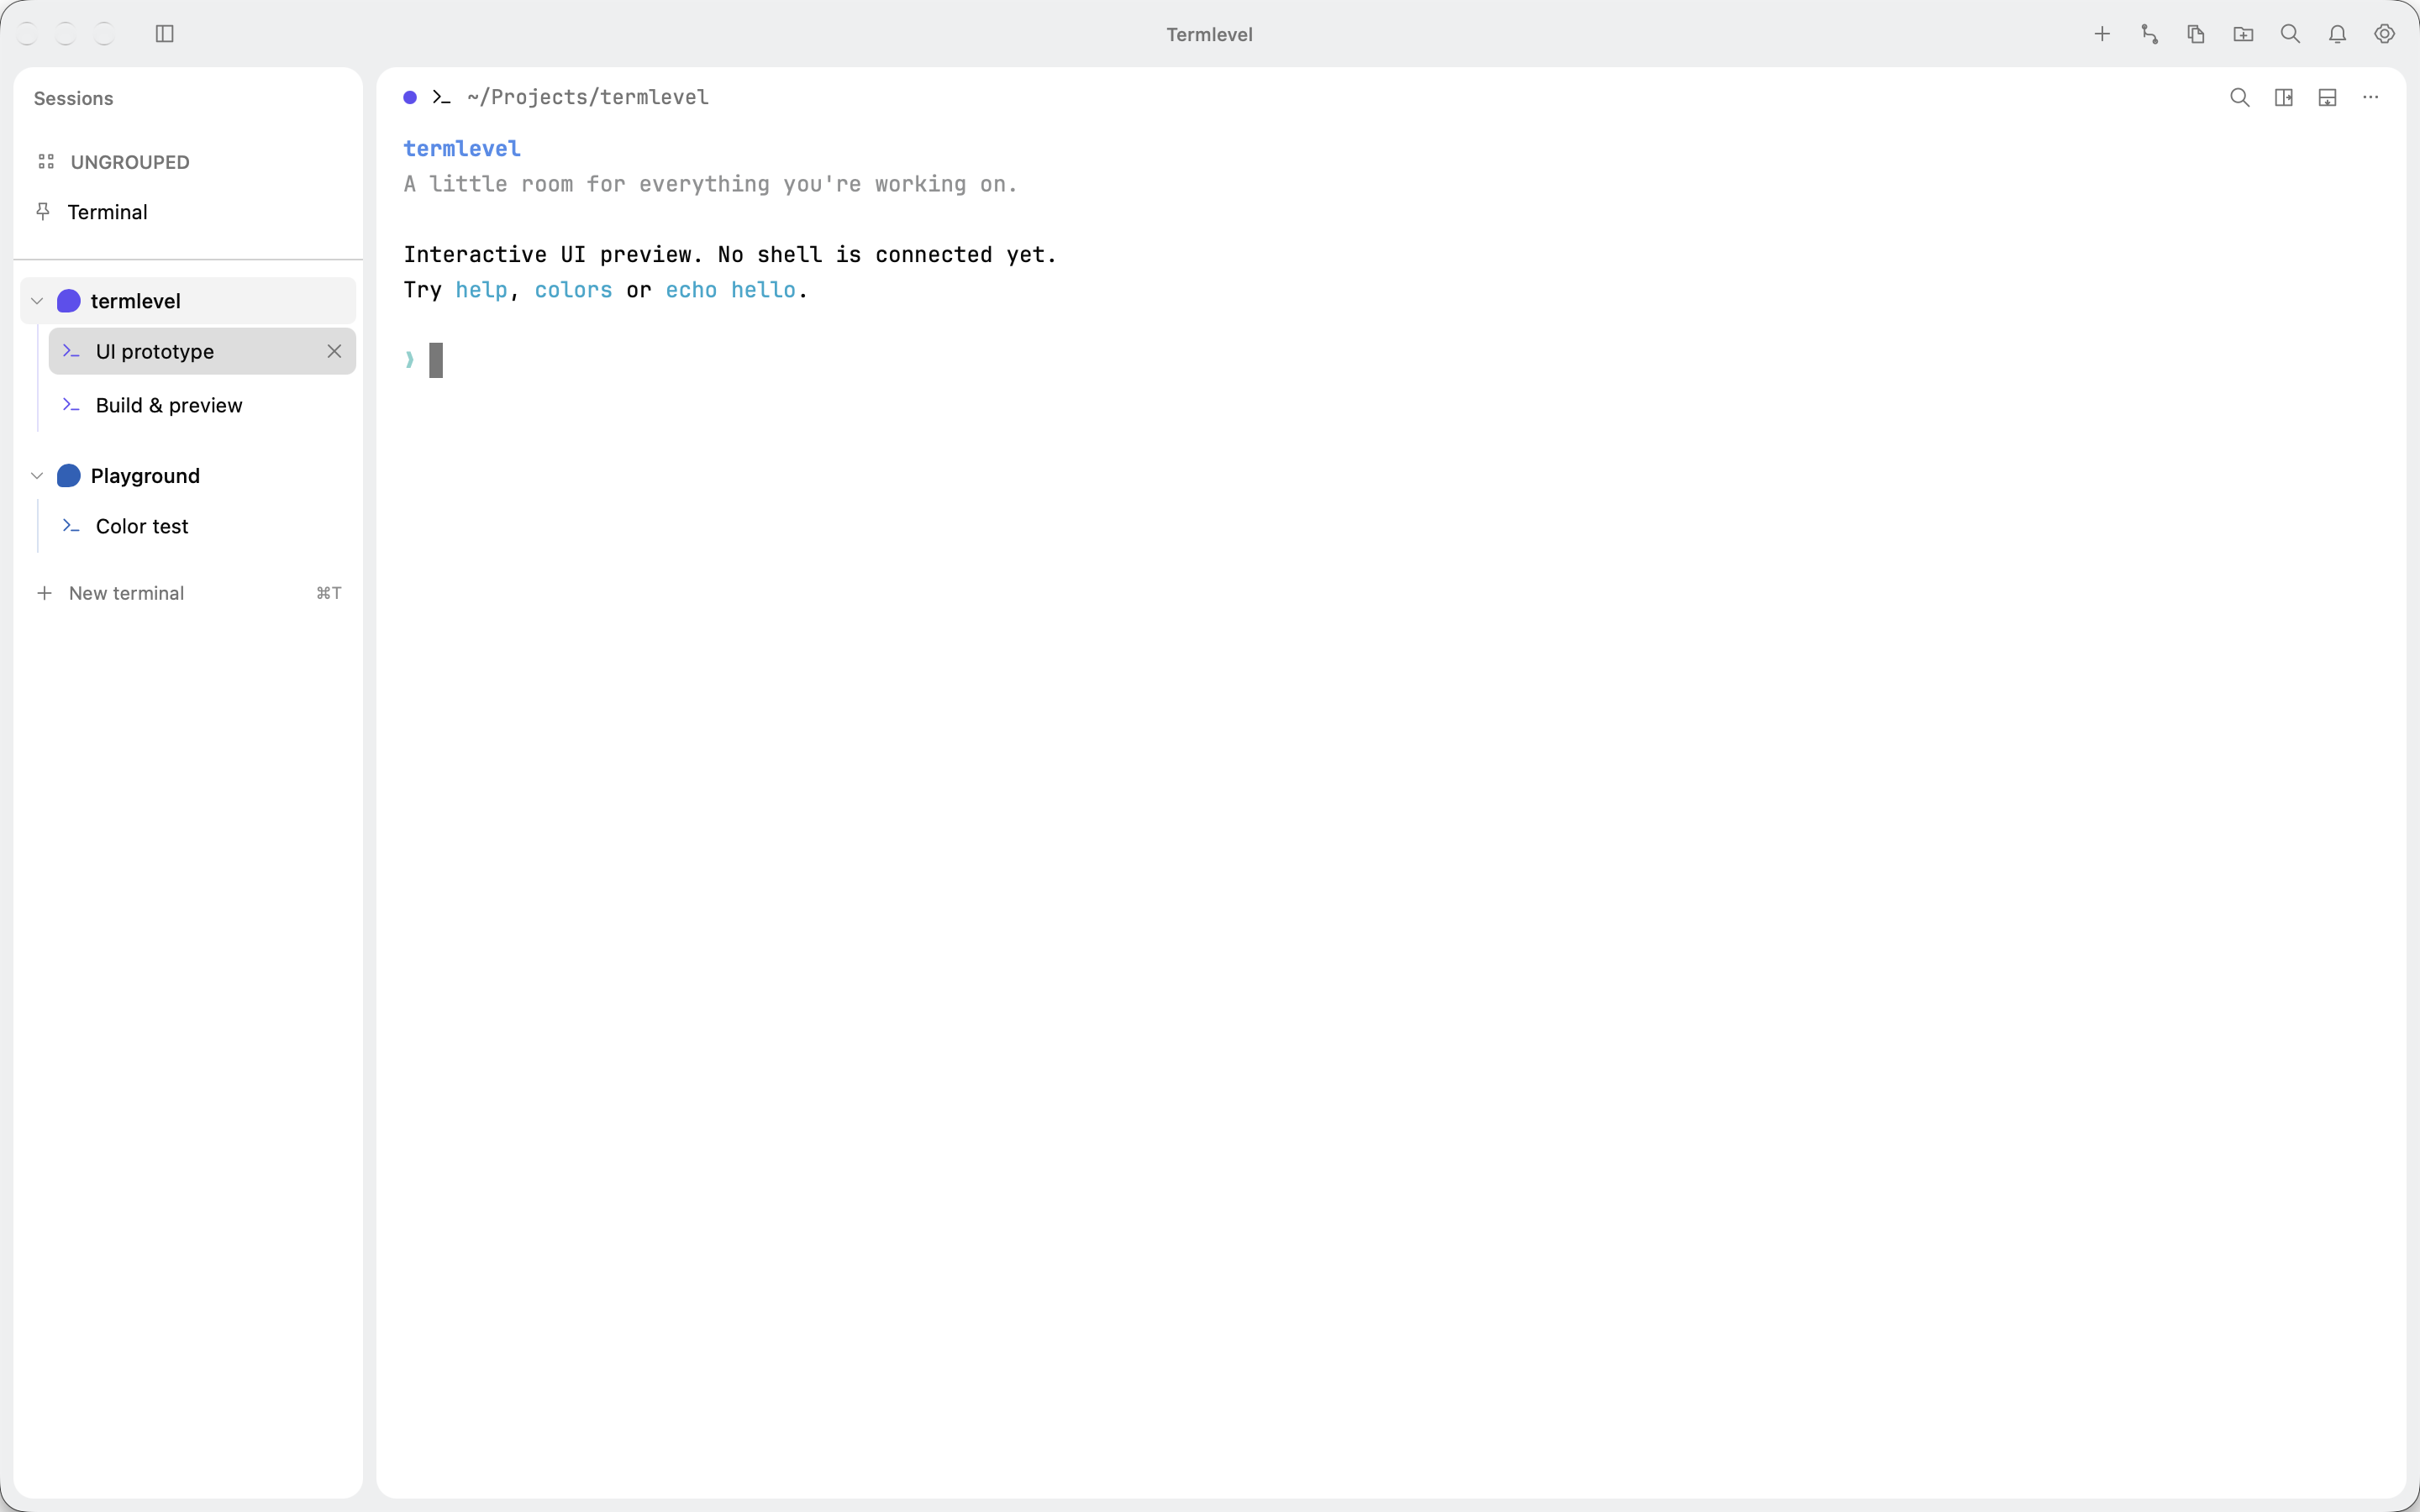 Termlevel
Sessions
UNGROUPED
Terminal
termlevel
UI prototype
Build & preview
Playground
Color test
New terminal ⌘T
~/Projects/termlevel
termlevel
A little room for everything you're working on.
Interactive UI preview. No shell is connected yet.
Try help, colors or echo hello.
❯